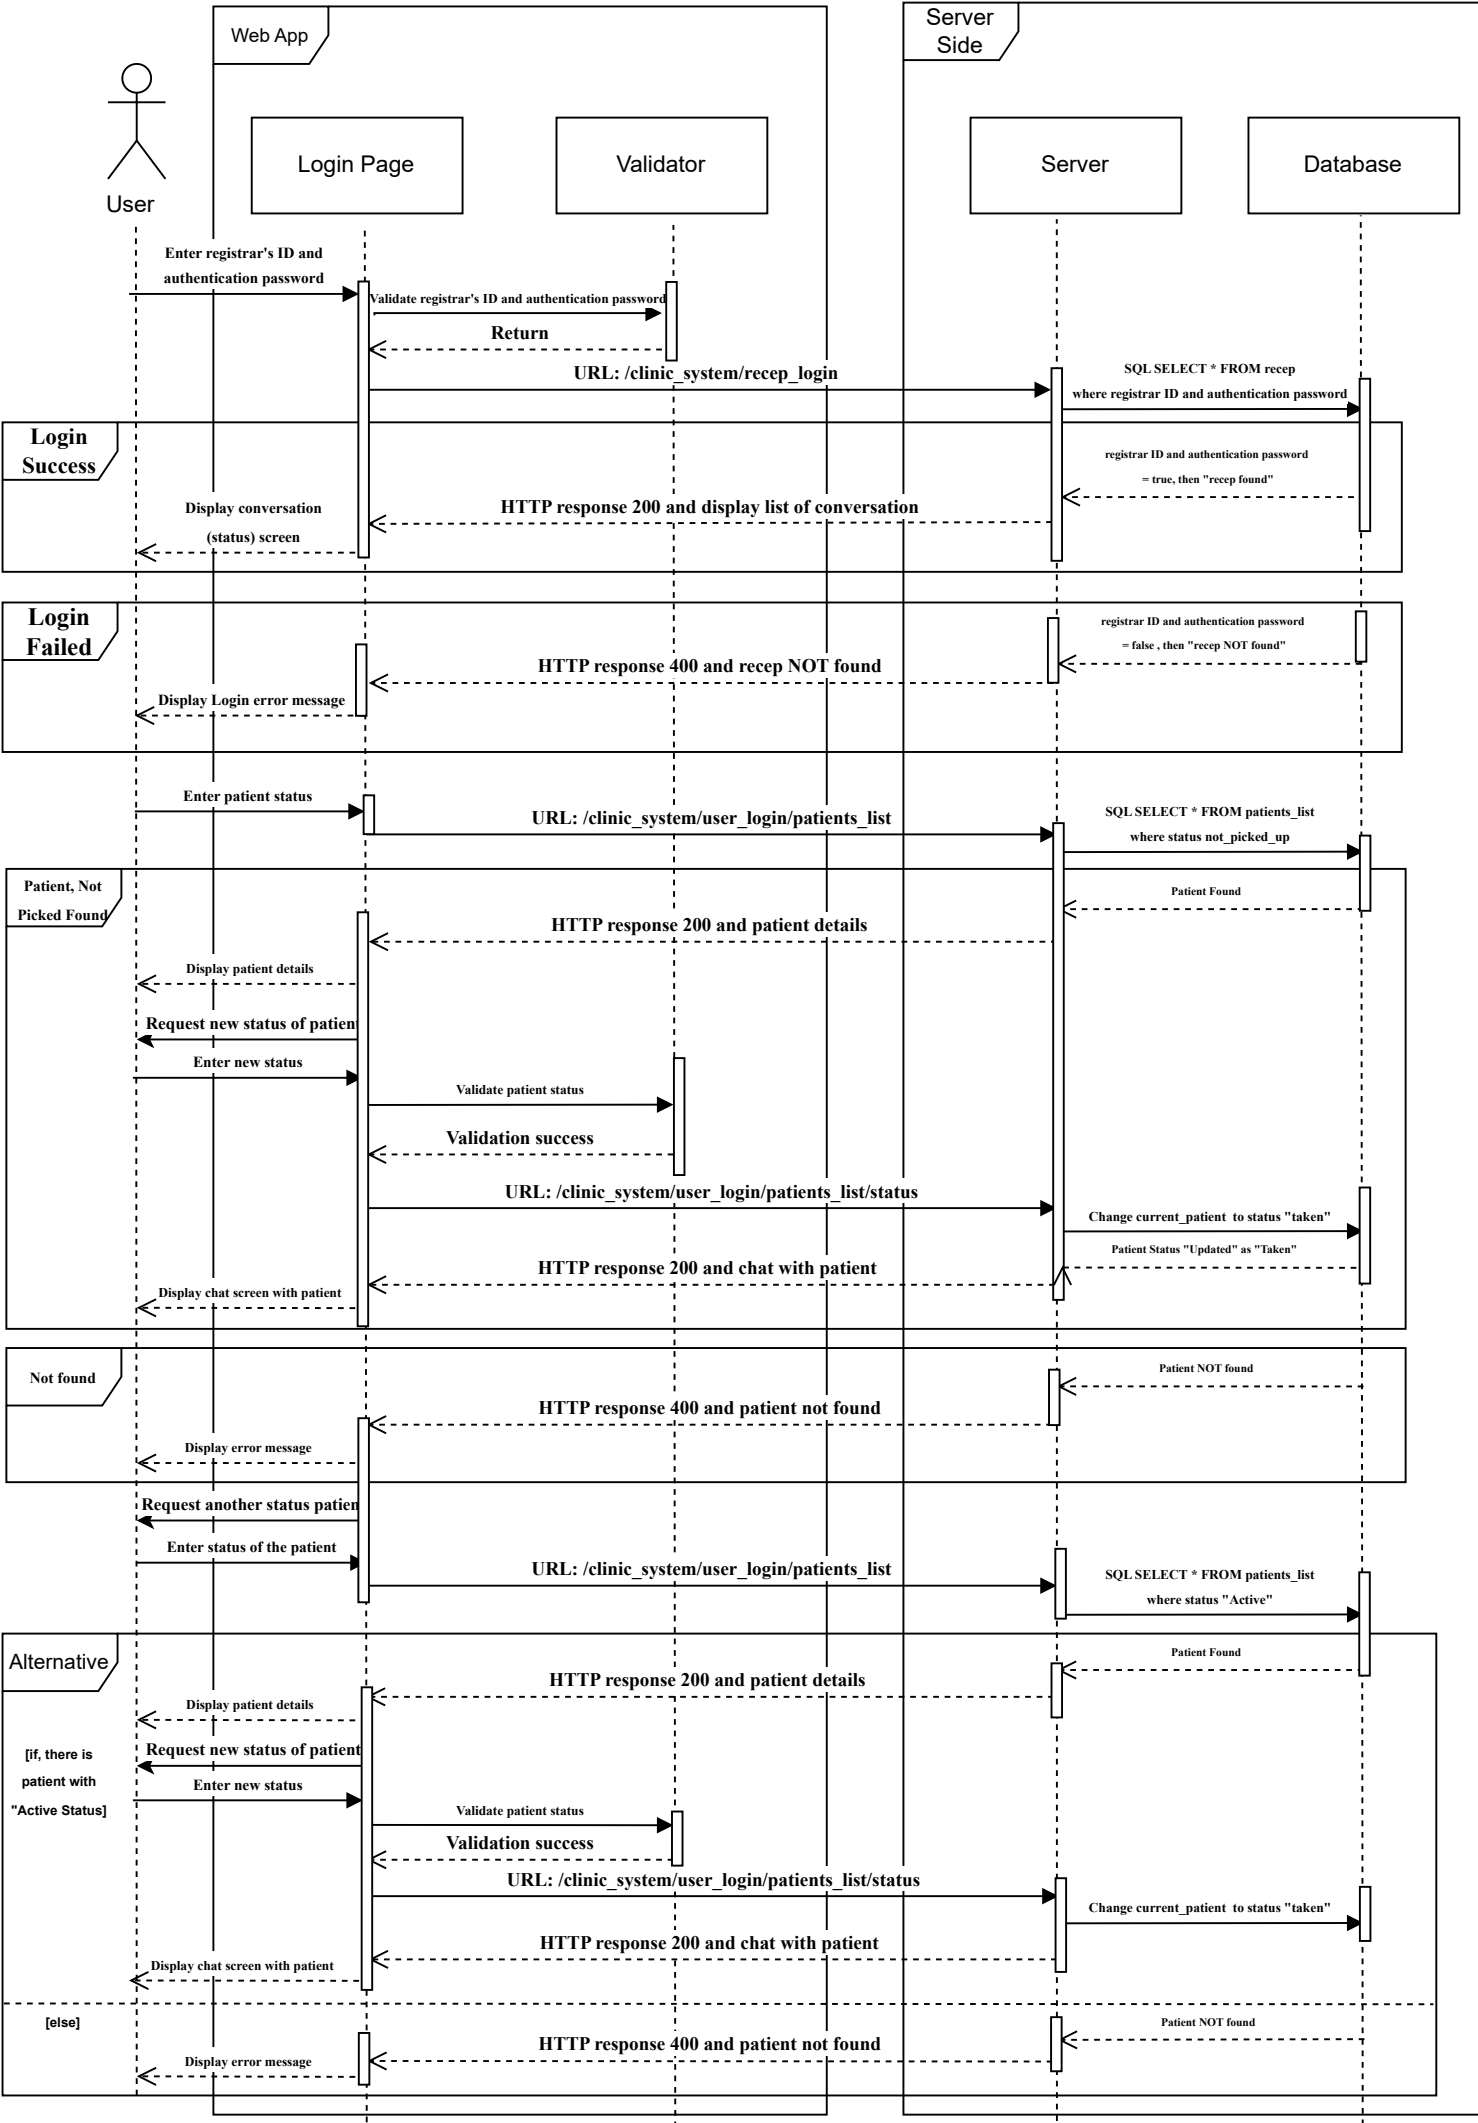 Web App
Server
Side
Login Page
Validator
Server
Database
User
Enter registrar's ID and
authentication password
Validate registrar's ID and authentication password
Return
URL: /clinic_system/recep_login
SQL SELECT * FROM recep
where registrar ID and authentication password
Login
Success
registrar ID and authentication password
= true, then "recep found"
HTTP response 200 and display list of conversation
Display conversation
(status) screen
Login
Failed
registrar ID and authentication password
= false , then "recep NOT found"
HTTP response 400 and recep NOT found
Display Login error message
Enter patient status
URL: /clinic_system/user_login/patients_list
SQL SELECT * FROM patients_list
where status not_picked_up
Patient, Not
Picked Found
Patient Found
HTTP response 200 and patient details
Display patient details
Request new status of patient
Enter new status
Validate patient status
Validation success
URL: /clinic_system/user_login/patients_list/status
Change current_patient to status "taken"
Patient Status "Updated" as "Taken"
HTTP response 200 and chat with patient
Display chat screen with patient
Not found
Patient NOT found
HTTP response 400 and patient not found
Display error message
Request another status patien
Enter status of the patient
URL: /clinic_system/user_login/patients_list
SQL SELECT * FROM patients_list
where status "Active"
Alternative
Patient Found
HTTP response 200 and patient details
Display patient details
[if, there is
patient with
"Active Status]
Request new status of patient
Enter new status
Validate patient status
Validation success
URL: /clinic_system/user_login/patients_list/status
Change current_patient to status "taken"
HTTP response 200 and chat with patient
Display chat screen with patient
[else]
Patient NOT found
HTTP response 400 and patient not found
Display error message